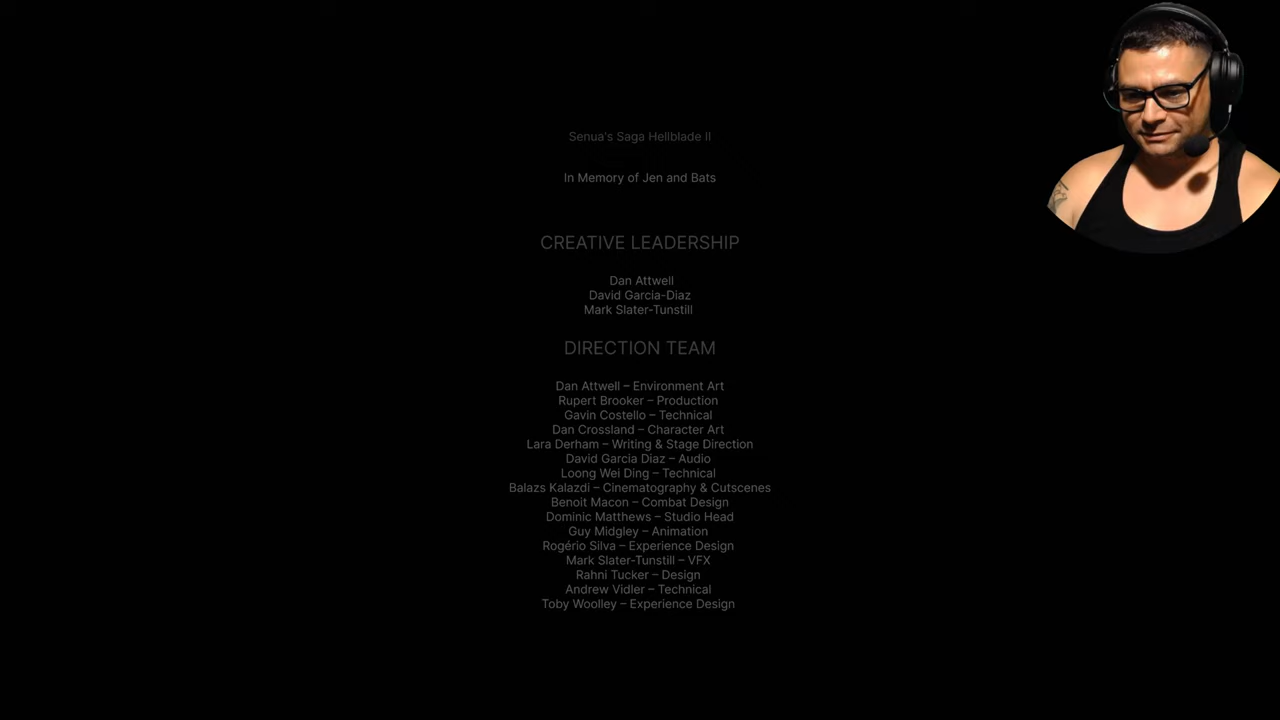 Senua's Saga Hellblade II
In Memory of Jen and Bats
CREATIVE LEADERSHIP
Dan Attwell
David Garcia-Diaz
Mark Slater-Tunstill
DIRECTION TEAM
Dan Attwell – Environment Art
Rupert Brooker – Production
Gavin Costello – Technical
Dan Crossland – Character Art
Lara Derham – Writing & Stage Direction
David Garcia Diaz – Audio
Loong Wei Ding – Technical
Balazs Kalazdi – Cinematography & Cutscenes
Benoit Macon – Combat Design
Dominic Matthews – Studio Head
Guy Midgley – Animation
Rogério Silva – Experience Design
Mark Slater-Tunstill – VFX
Rahni Tucker – Design
Andrew Vidler – Technical
Toby Woolley – Experience Design